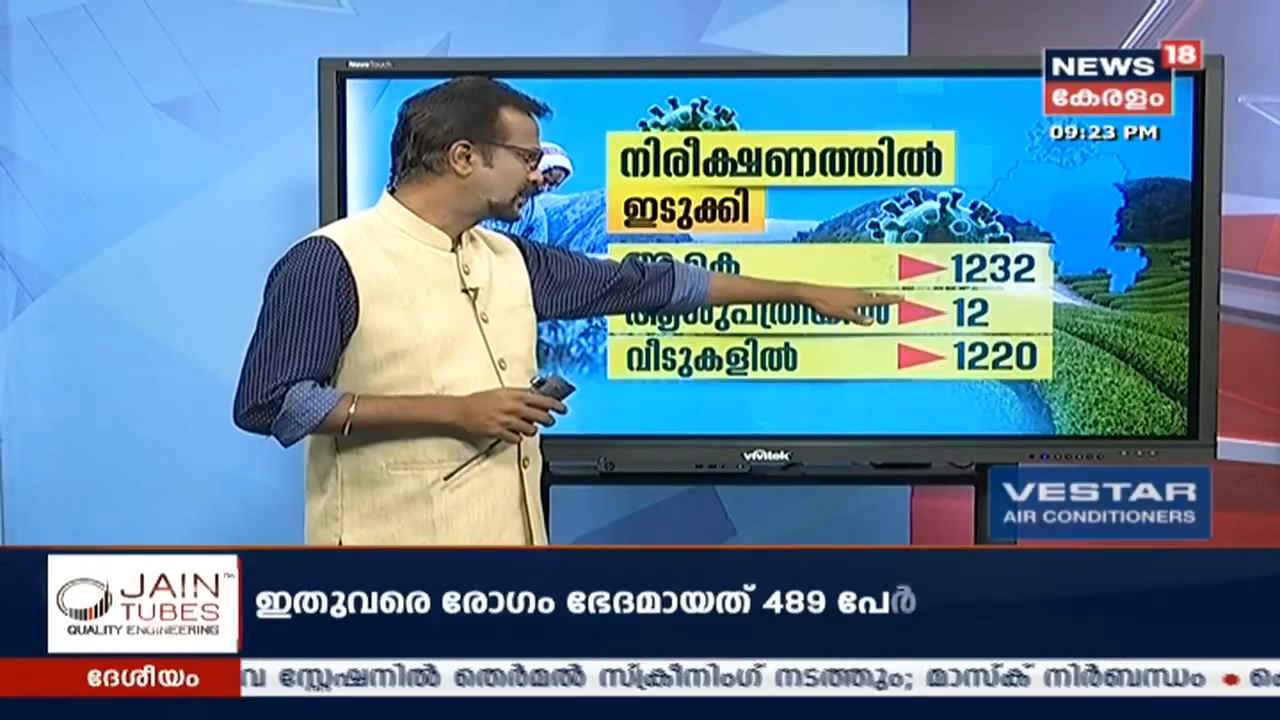 NovoTouch
NEWS 18
കേരളം
09:23 PM
നിരീക്ഷണത്തിൽ
ഇടുക്കി
1232
12
വീടുകളിൽ 1220
vivitek
VESTAR
AIR CONDITIONERS
JAIN
TUBES
QUALITY ENGINEERING
ഇതുവരെ രോഗം ഭേദമായത് 489 പേർ
ദേശീയം
സ്റ്റേഷനിൽ തെർമൽ സ്ക്രീനിംഗ് നടത്തും; മാസ്ക് നിർബന്ധം •